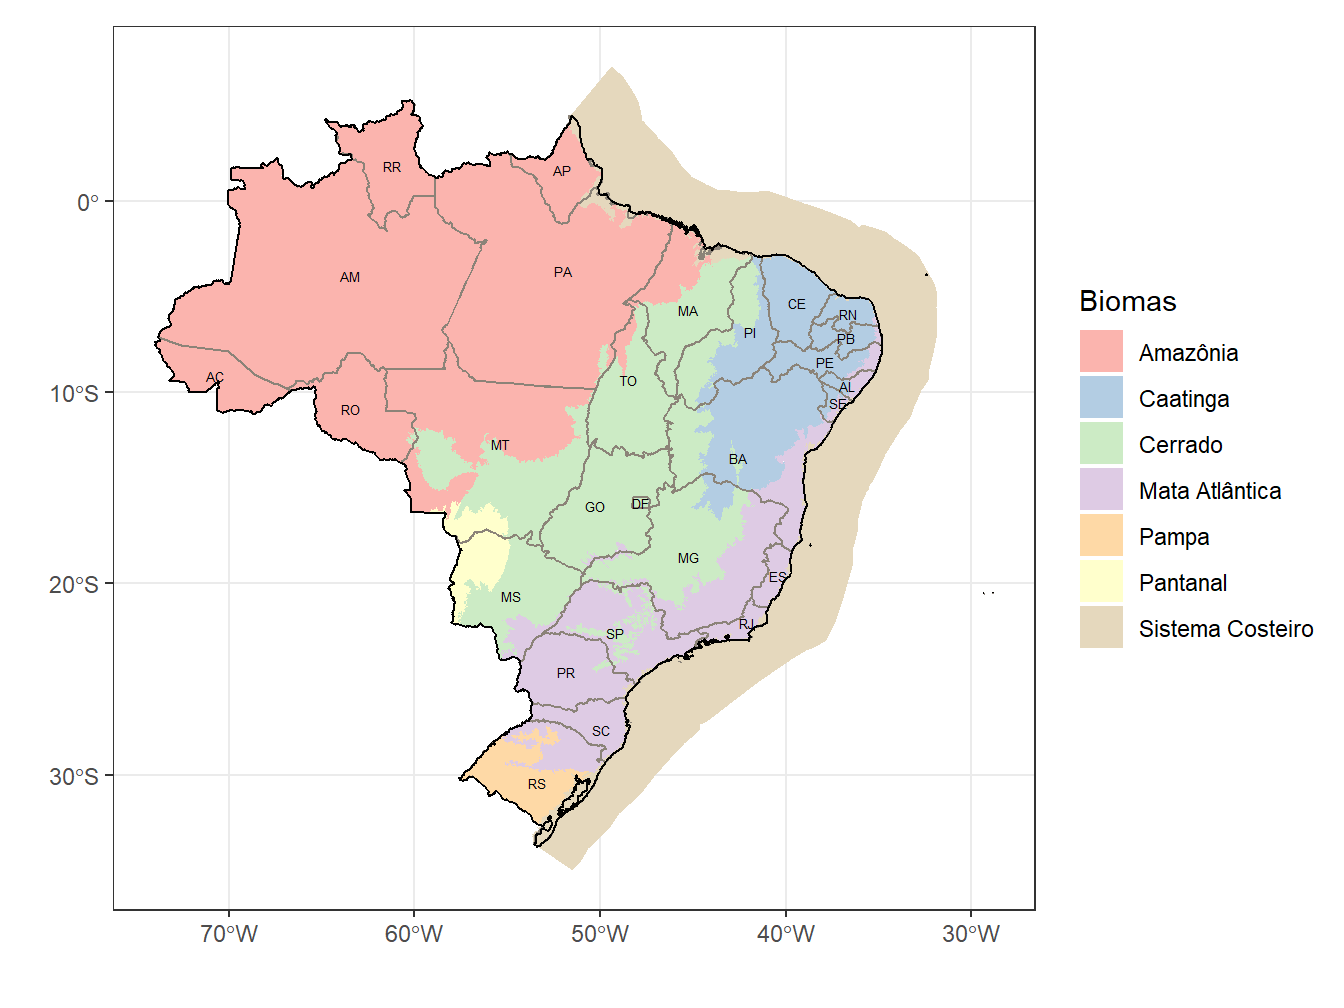 RR
AP
0°
AM
PA
CE
MA
RN
PI
PB
PE
AC
TO
AL
10°S
SE
RO
MT
BA
GO
DF
MG
ES
20°S
MS
RJ
SP
PR
SC
30°S
RS
70°W
60°W
50°W
40°W
30°W
Biomas
Amazônia
Caatinga
Cerrado
Mata Atlântica
Pampa
Pantanal
Sistema Costeiro